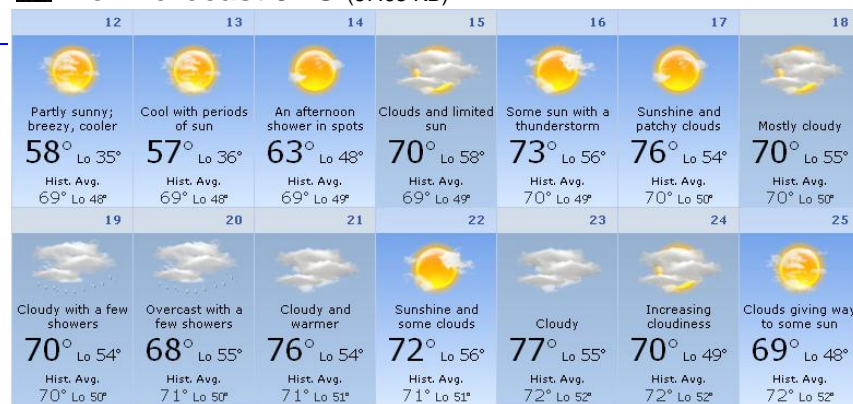 12 13 14 15 16 17 18
Partly sunny; breezy, cooler
58° Lo 35°
Hist. Avg.
69° Lo 48°
Cool with periods of sun
57° Lo 36°
Hist. Avg.
69° Lo 48°
An afternoon shower in spots
63° Lo 48°
Hist. Avg.
69° Lo 49°
Clouds and limited sun
70° Lo 58°
Hist. Avg.
69° Lo 49°
Some sun with a thunderstorm
73° Lo 56°
Hist. Avg.
70° Lo 49°
Sunshine and patchy clouds
76° Lo 54°
Hist. Avg.
70° Lo 50°
Mostly cloudy
70° Lo 55°
Hist. Avg.
70° Lo 50°
19 20 21 22 23 24 25
Cloudy with a few showers
70° Lo 54°
Hist. Avg.
70° Lo 50°
Overcast with a few showers
68° Lo 55°
Hist. Avg.
71° Lo 50°
Cloudy and warmer
76° Lo 54°
Hist. Avg.
71° Lo 51°
Sunshine and some clouds
72° Lo 56°
Hist. Avg.
71° Lo 51°
Cloudy
77° Lo 55°
Hist. Avg.
72° Lo 52°
Increasing cloudiness
70° Lo 49°
Hist. Avg.
72° Lo 52°
Clouds giving way to some sun
69° Lo 48°
Hist. Avg.
72° Lo 52°